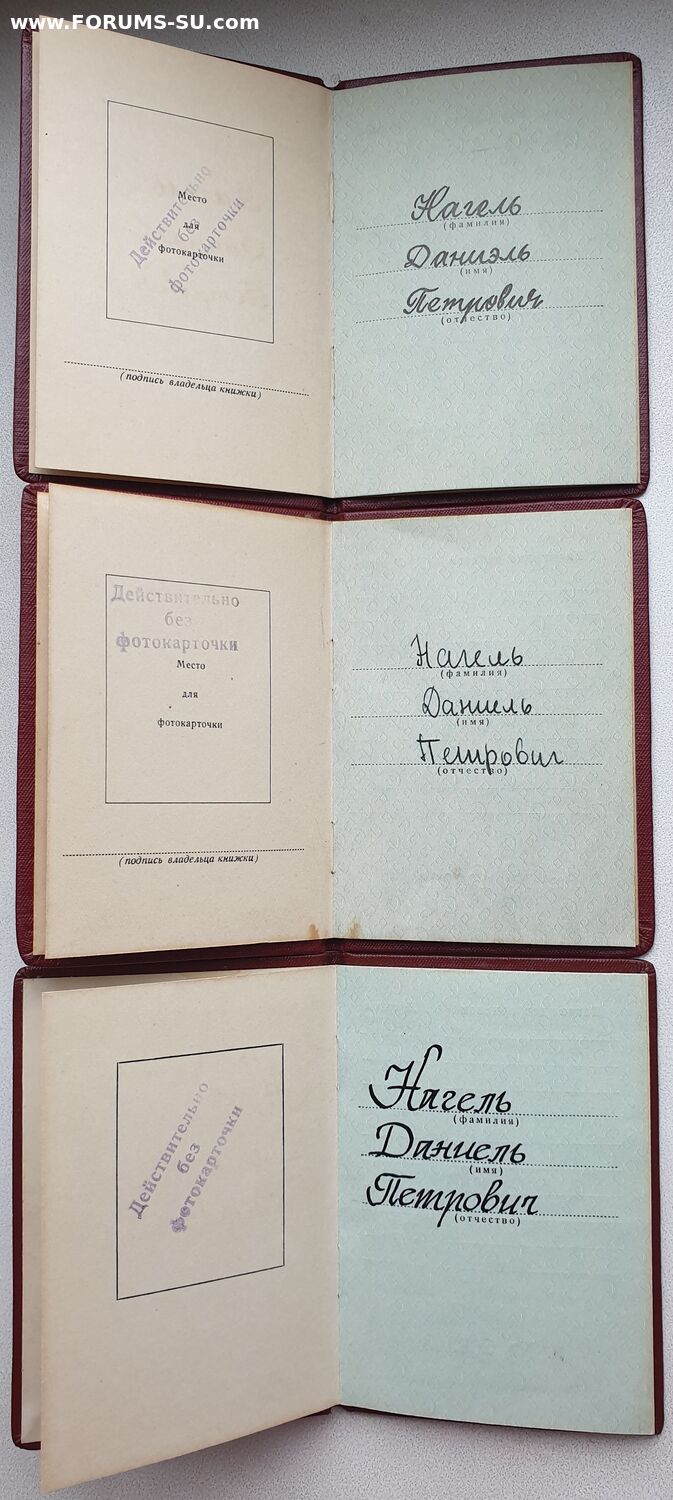 www.FORUMS-SU.com
Действительно
без
фотокарточки
Место
для
фотокарточки
(подпись владельца книжки)
Нагель
(фамилия)
Даниэль
(имя)
Петрович
(отчество)
Действительно
без
фотокарточки
Место
для
фотокарточки
(подпись владельца книжки)
Нагель
(фамилия)
Даниель
(имя)
Петрович
(отчество)
Действительно
без
фотокарточки
Нагель
(фамилия)
Даниель
(имя)
Петрович
(отчество)